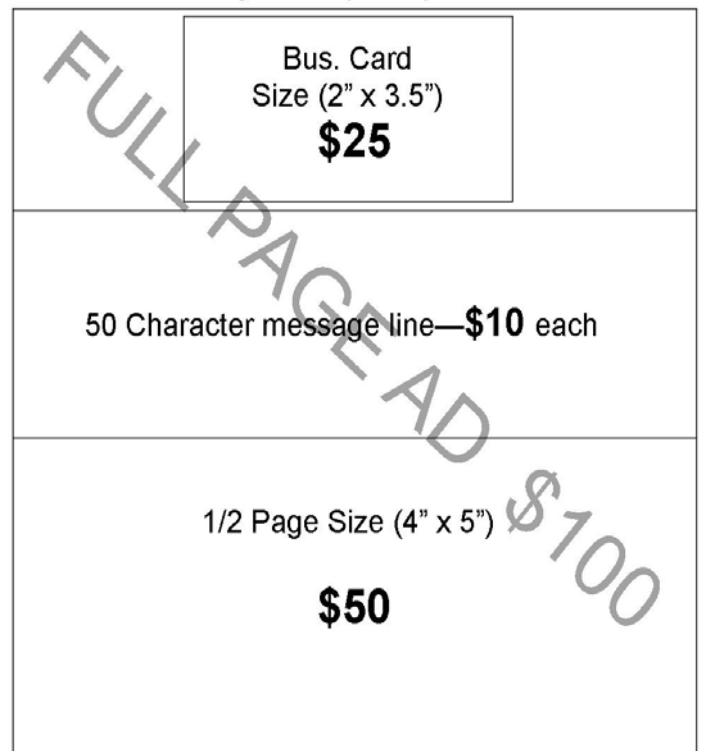 Bus. Card
Size (2” x 3.5”)
$25
50 Character message line—$10 each
1/2 Page Size (4” x 5”)
$50
FULL PAGE AD $100